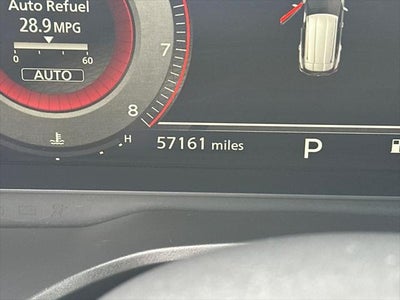 Auto Refuel
28.9 MPG
0 60
AUTO
7
8
H
57161 miles
P